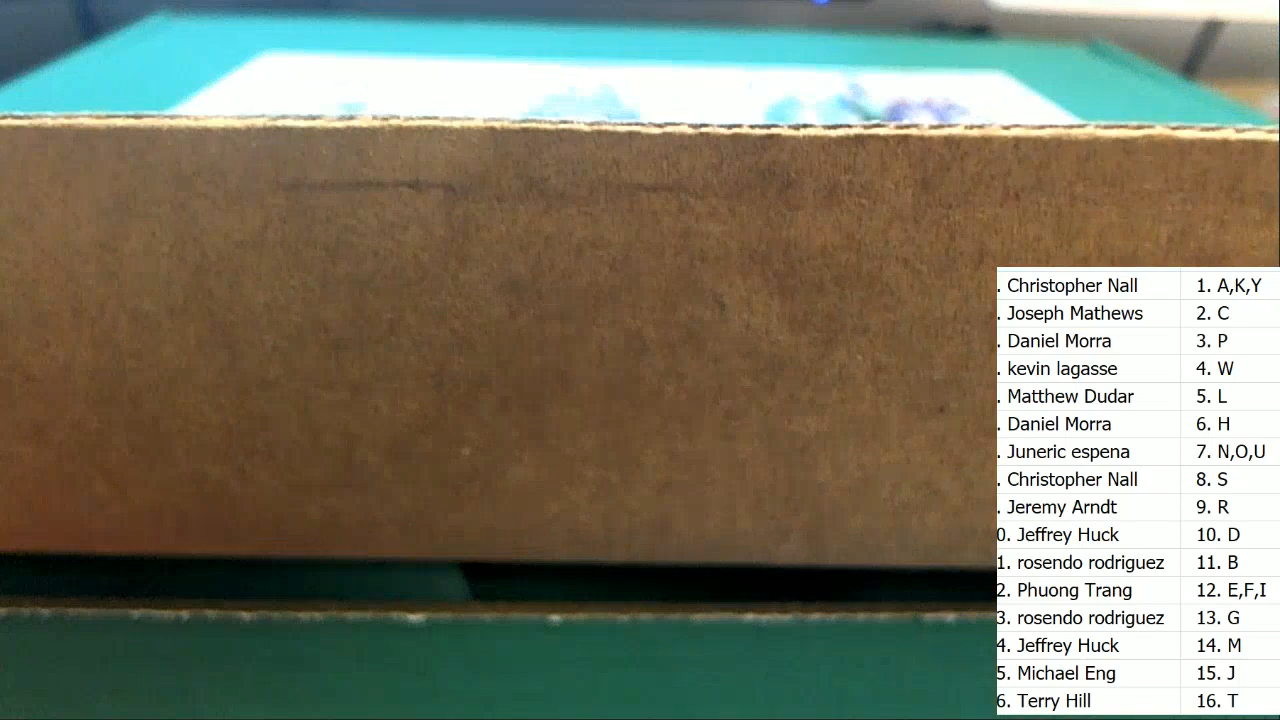 . Christopher Nall 1. A,K,Y
. Joseph Mathews 2. C
. Daniel Morra 3. P
. kevin lagasse 4. W
. Matthew Dudar 5. L
. Daniel Morra 6. H
. Juneric espena 7. N,O,U
. Christopher Nall 8. S
. Jeremy Arndt 9. R
0. Jeffrey Huck 10. D
1. rosendo rodriguez 11. B
2. Phuong Trang 12. E,F,I
3. rosendo rodriguez 13. G
4. Jeffrey Huck 14. M
5. Michael Eng 15. J
6. Terry Hill 16. T